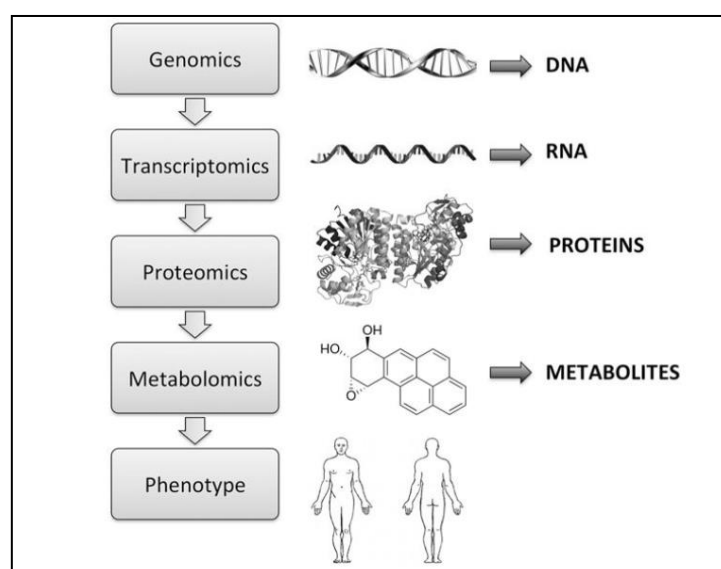 Genomics
DNA
Transcriptomics
RNA
Proteomics
PROTEINS
OH
HO
Metabolomics
METABOLITES
O
Phenotype